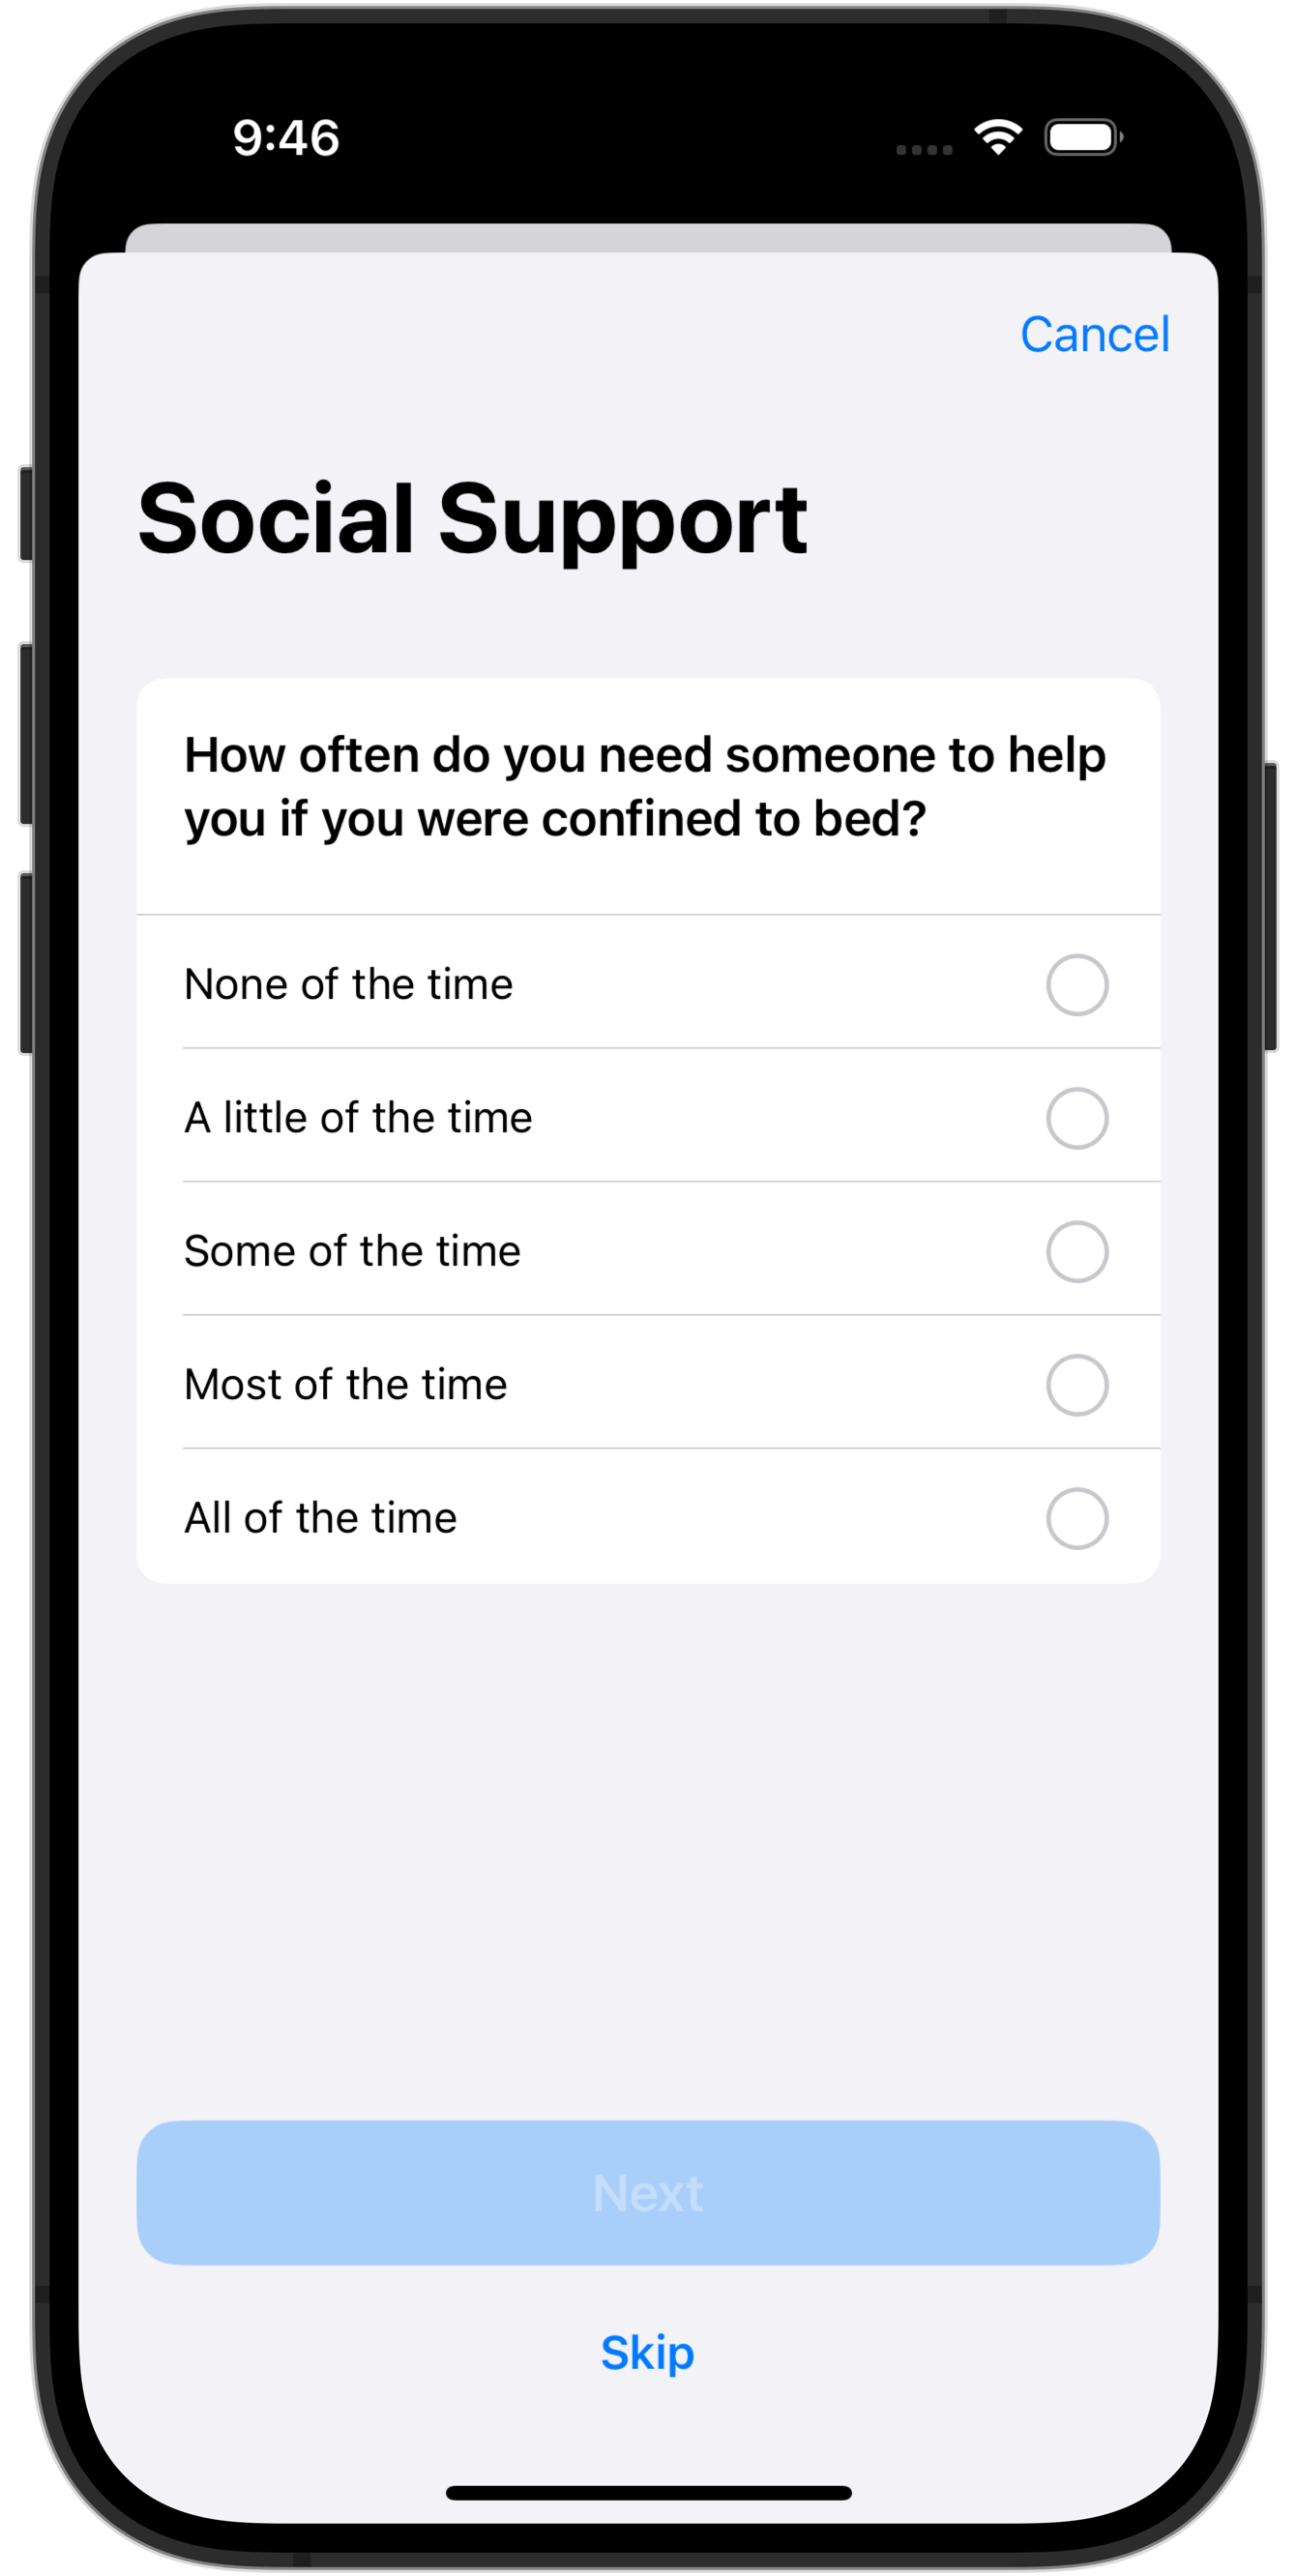 9:46
Cancel
Social Support
How often do you need someone to help
you if you were confined to bed?
None of the time
A little of the time
Some of the time
Most of the time
All of the time
Next
Skip